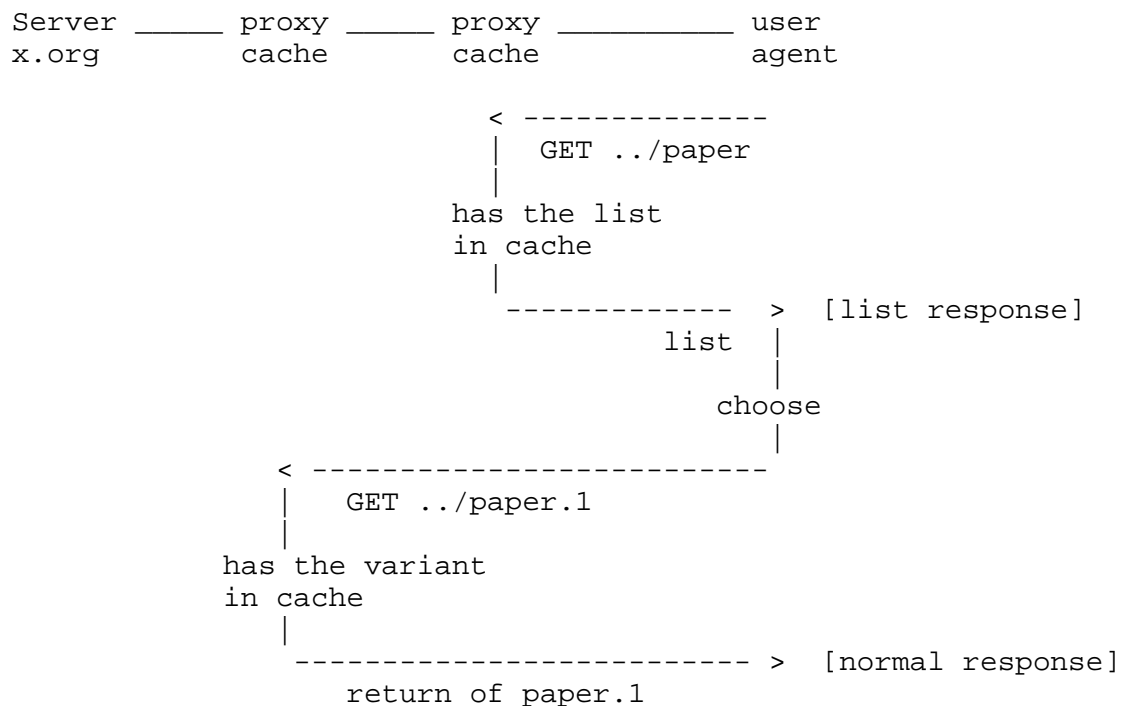 Server _____ proxy _____ proxy __________ user
x.org cache cache agent
< --------------
| GET ../paper
|
has the list
in cache
|
------------- > [list response]
list |
|
choose
|
< --------------------------
| GET ../paper.1
|
has the variant
in cache
|
-------------------------- > [normal response]
return of paper.1